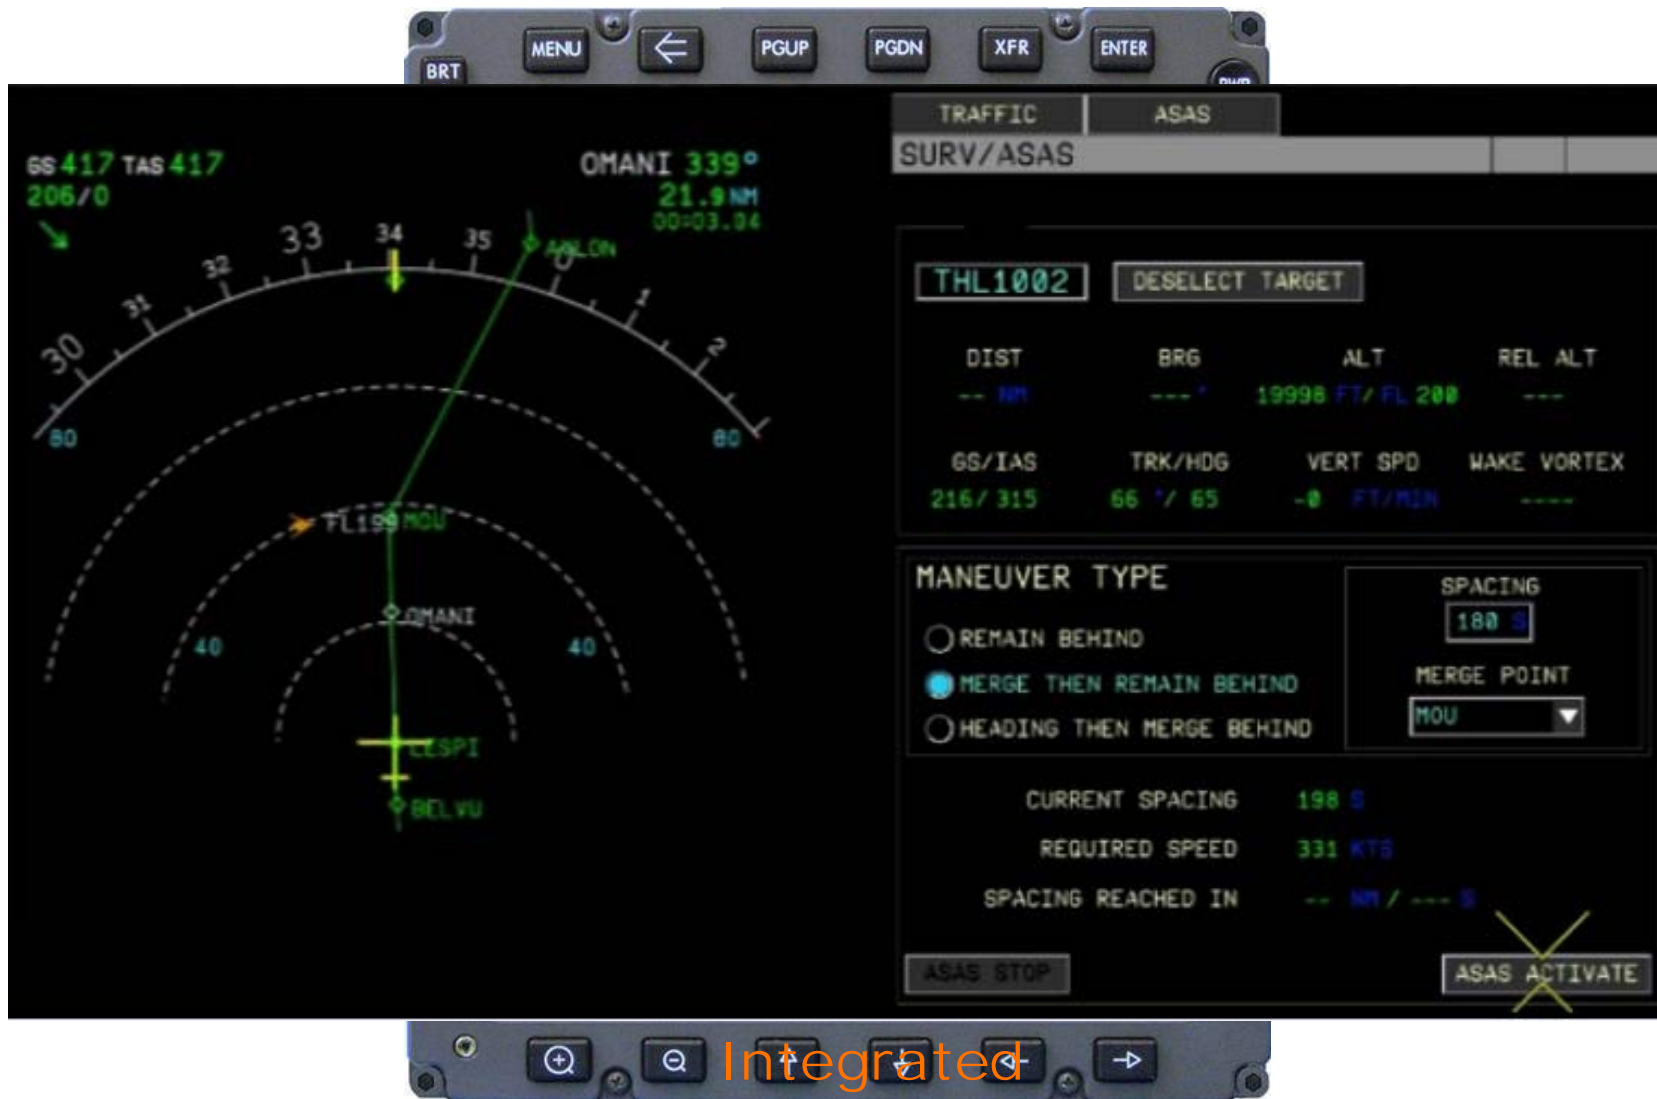 MENU PGUP PGDN XFR ENTER
BRT
TRAFFIC ASAS
SURV/ASAS
GS 417 TAS 417
206/0
OMANI 339°
21.9 NM
00:03.04
30 31 32 33 34 35 0 1 2
80 80
FL199 MOU
OMANI
40 40
LESPI
BELVU
THL1002 DESELECT TARGET
DIST BRG ALT REL ALT
-- NM ---° 19998 FT/ FL 200 ---
GS/IAS TRK/HDG VERT SPD WAKE VORTEX
216/ 315 66 °/ 65 -0 FT/MIN ----
MANEUVER TYPE
REMAIN BEHIND
MERGE THEN REMAIN BEHIND
HEADING THEN MERGE BEHIND
SPACING
180 S
MERGE POINT
MOU
CURRENT SPACING 198 S
REQUIRED SPEED 331 KTS
SPACING REACHED IN -- NM / --- S
ASAS STOP ASAS ACTIVATE
Integrated